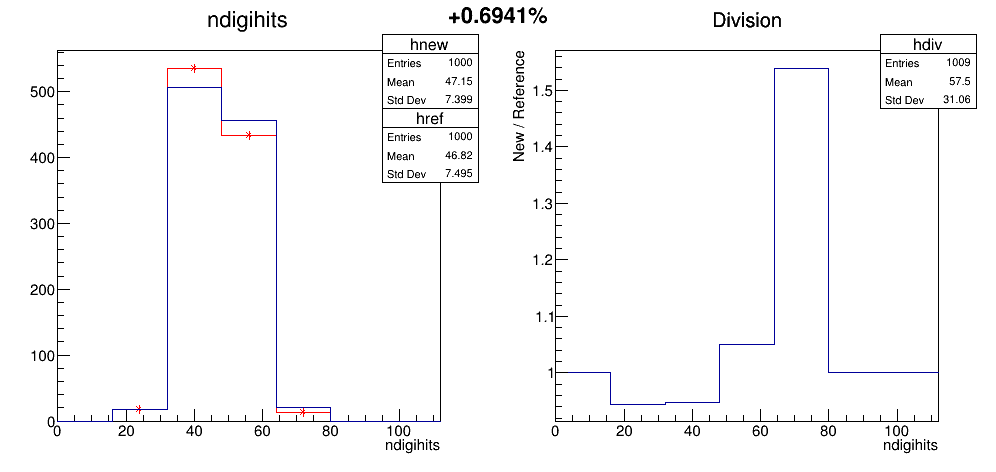 +0.6941%
ndigihits
hnew
Entries 1000
Mean 47.15
Std Dev 7.399
href
Entries 1000
Mean 46.82
Std Dev 7.495
500
400
300
200
100
0
0 20 40 60 80 100
ndigihits
Division
hdiv
Entries 1009
Mean 57.5
Std Dev 31.06
New / Reference
1.5
1.4
1.3
1.2
1.1
1
0 20 40 60 80 100
ndigihits